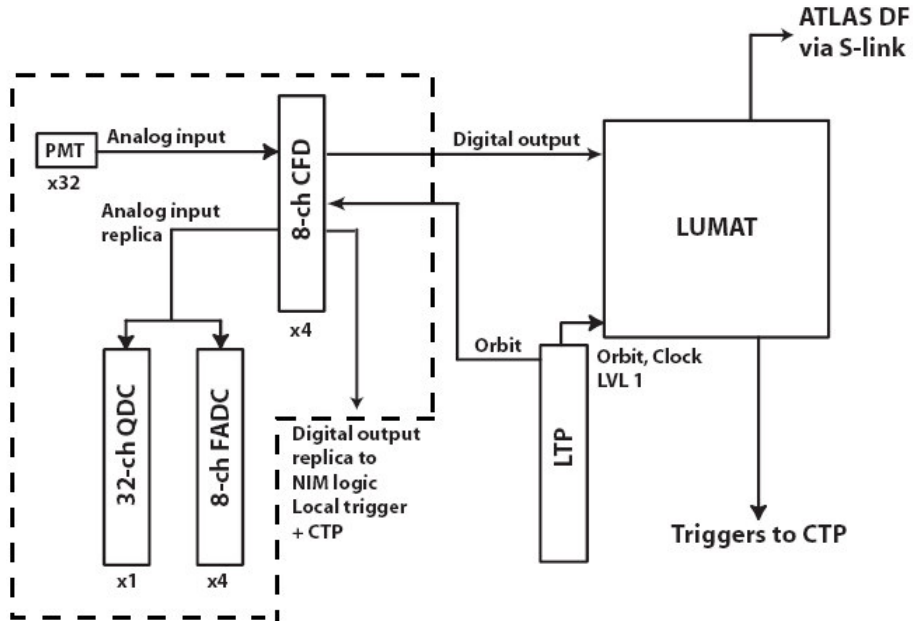 ATLAS DF
via S-link
PMT
x32
Analog input
8-ch CFD
x4
Digital output
LUMAT
Analog input
replica
Orbit
Orbit, Clock
LVL 1
LTP
32-ch QDC
x1
8-ch FADC
x4
Digital output
replica to
NIM logic
Local trigger
+ CTP
Triggers to CTP